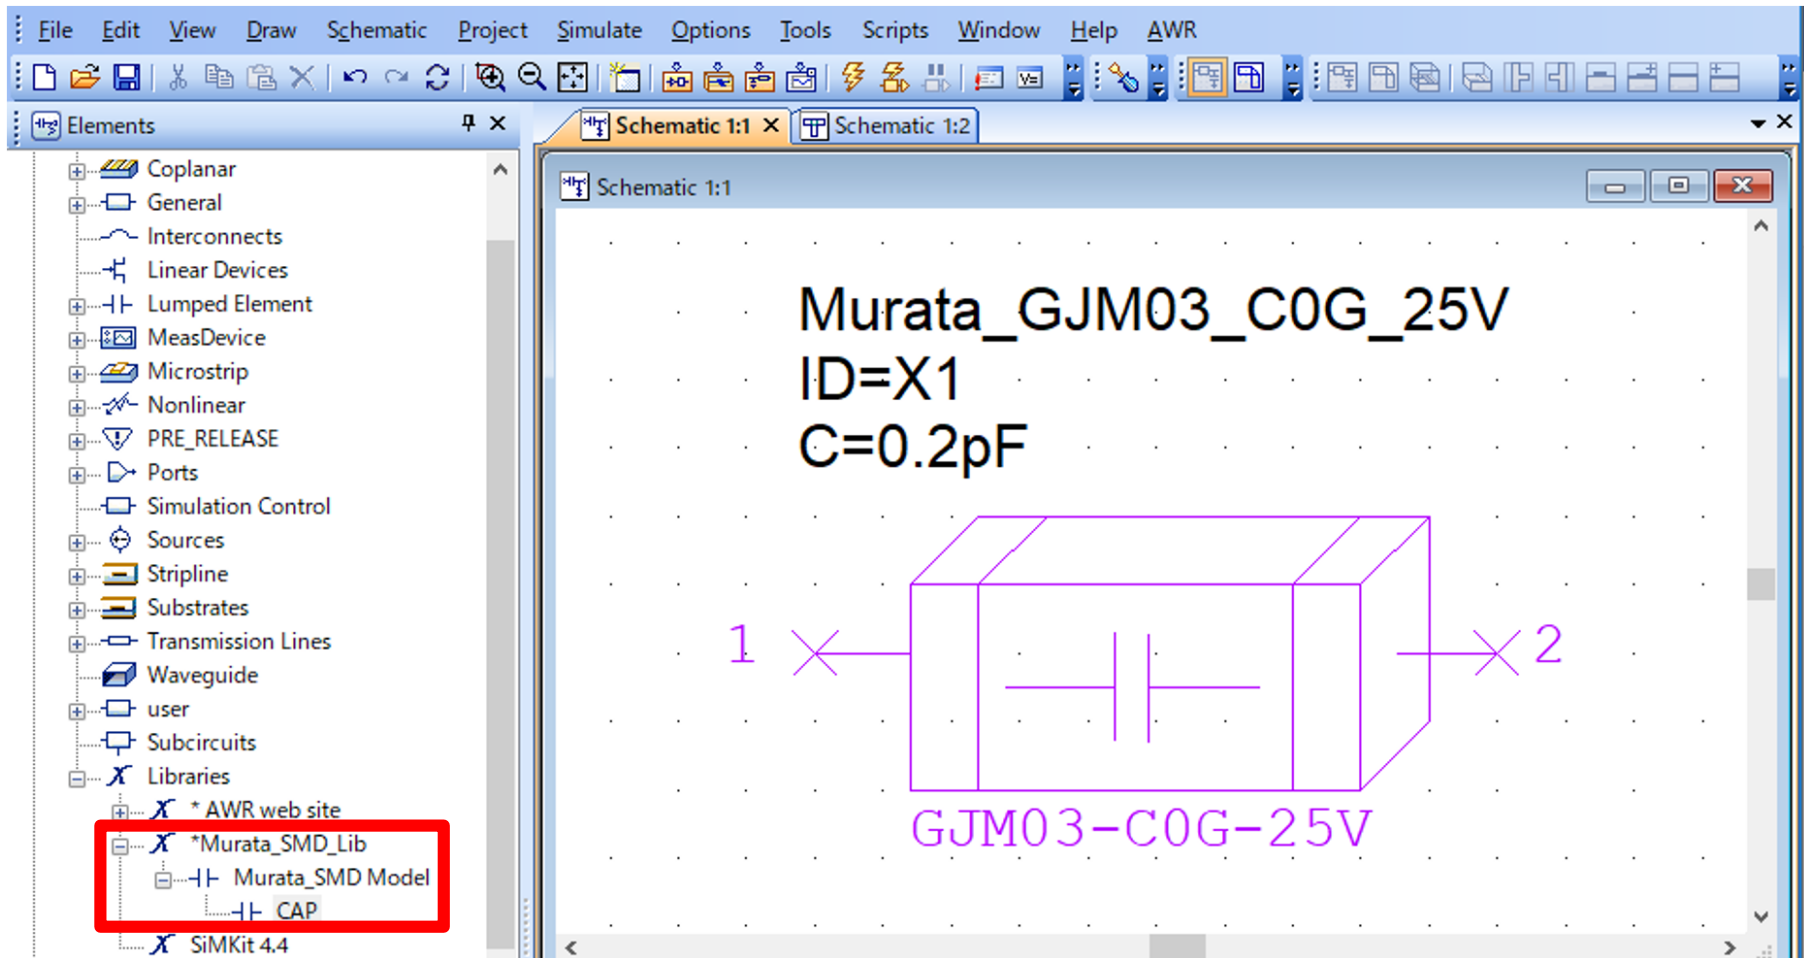 File Edit View Draw Schematic Project Simulate Options Tools Scripts Window Help AWR
Elements
Schematic 1:1
Schematic 1:2
Coplanar
General
Interconnects
Linear Devices
Lumped Element
MeasDevice
Microstrip
Nonlinear
PRE_RELEASE
Ports
Simulation Control
Sources
Stripline
Substrates
Transmission Lines
Waveguide
user
Subcircuits
Libraries
* AWR web site
*Murata_SMD_Lib
Murata_SMD Model
CAP
SiMKit 4.4
Schematic 1:1
Murata_GJM03_C0G_25V
ID=X1
C=0.2pF
1
2
GJM03-C0G-25V